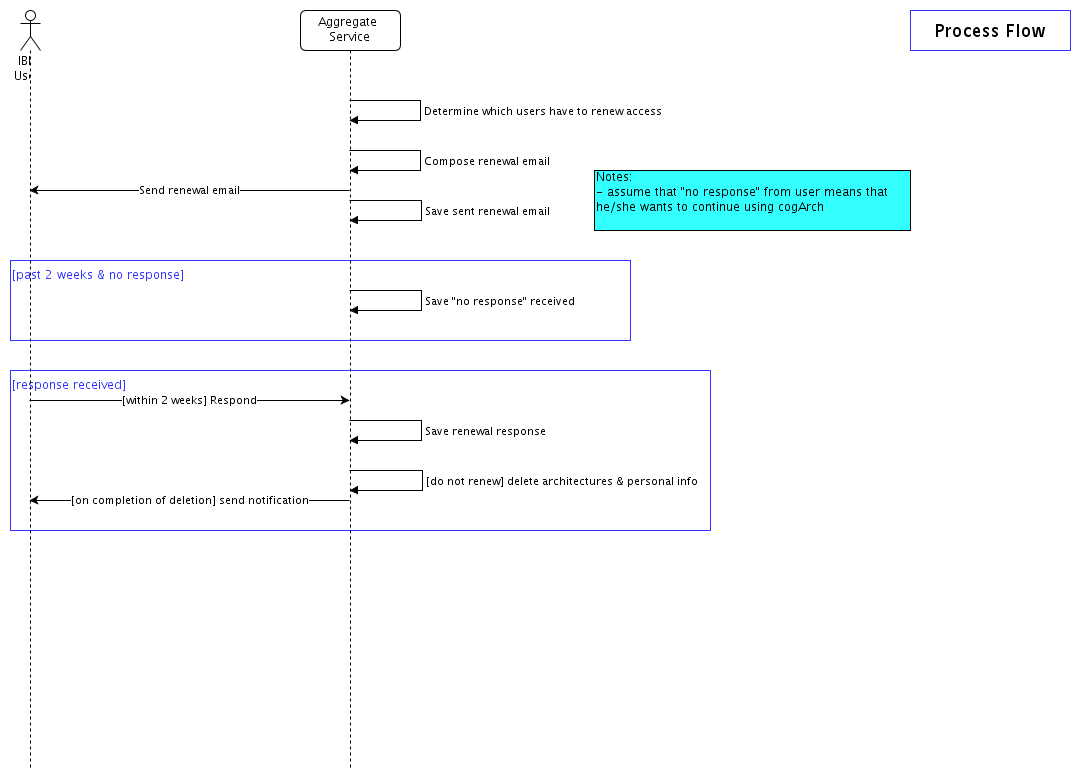 Aggregate
Service
Process Flow
Determine which users have to renew access
Compose renewal email
Send renewal email
Save sent renewal email
Notes:
- assume that "no response" from user means that
he/she wants to continue using cogArch
[past 2 weeks & no response]
Save "no response" received
[response received]
[within 2 weeks] Respond
Save renewal response
[do not renew] delete architectures & personal info
[on completion of deletion] send notification